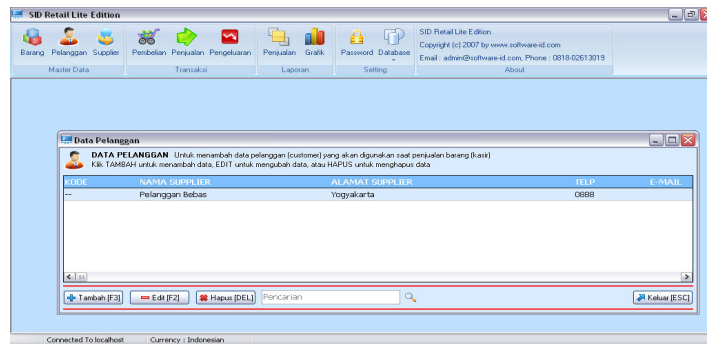 SID Retail Lite Edition
Barang Pelanggan Supplier Pembelian Penjualan Pengeluaran Penjualan Grafik Password Database
Master Data Transaksi Laporan Setting About
SID Retail Lite Edition
Copyright (c) 2007 by www.software-id.com
Email : admin@software-id.com, Phone : 0818-02613019
Data Pelanggan
DATA PELANGGAN Untuk menambah data pelanggan (customer) yang akan digunakan saat penjualan barang (kasir)
Klik TAMBAH untuk menambah data, EDIT untuk mengubah data, atau HAPUS untuk menghapus data
KODE NAMA SUPPLIER ALAMAT SUPPLIER TELP E-MAIL
-- Pelanggan Bebas Yogyakarta 0888
Tambah [F3] Edit [F2] Hapus [DEL] Pencarian Keluar [ESC]
Connected To localhost Currency : Indonesian